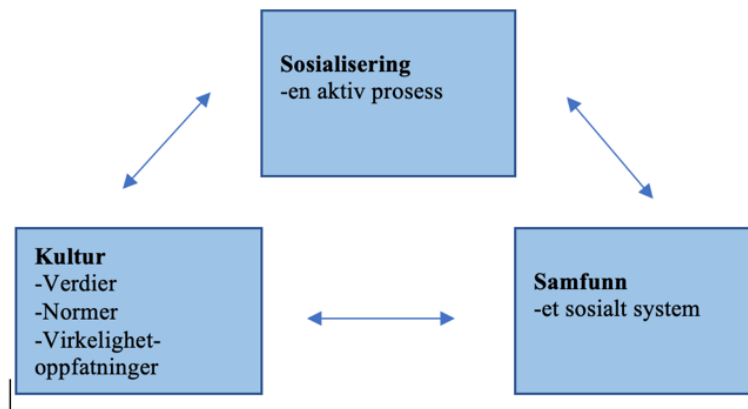 Sosialisering
-en aktiv prosess
Kultur
-Verdier
-Normer
-Virkelighet-
oppfatninger
Samfunn
-et sosialt system